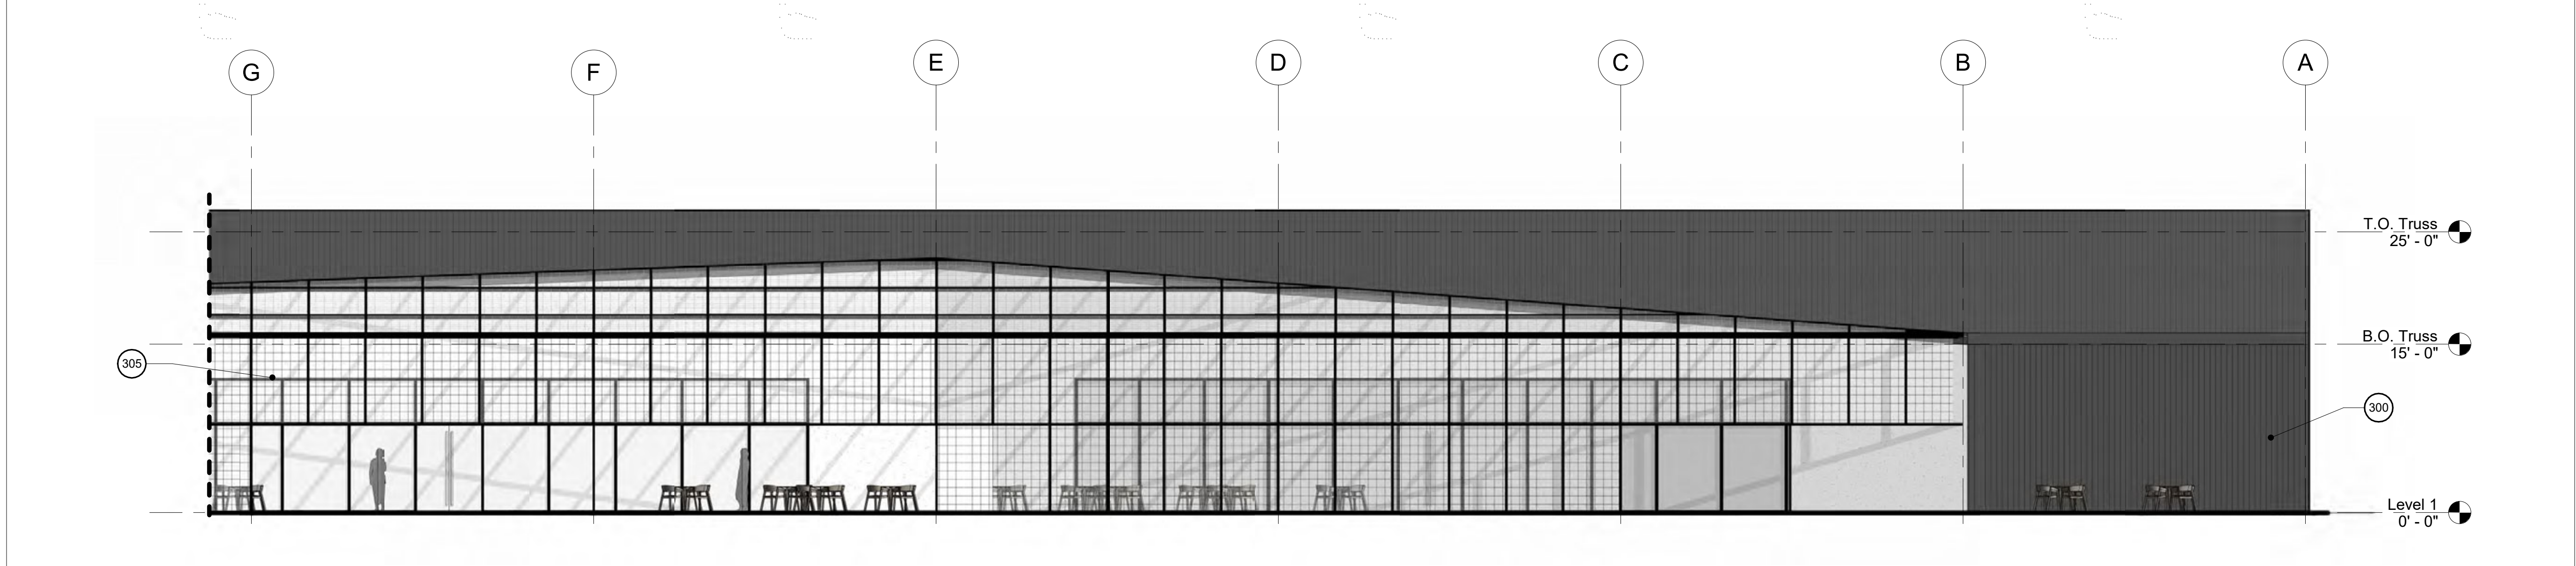 G
F
E
D
C
B
A
T.O. Truss
25' - 0"
B.O. Truss
15' - 0"
305
300
Level 1
0' - 0"